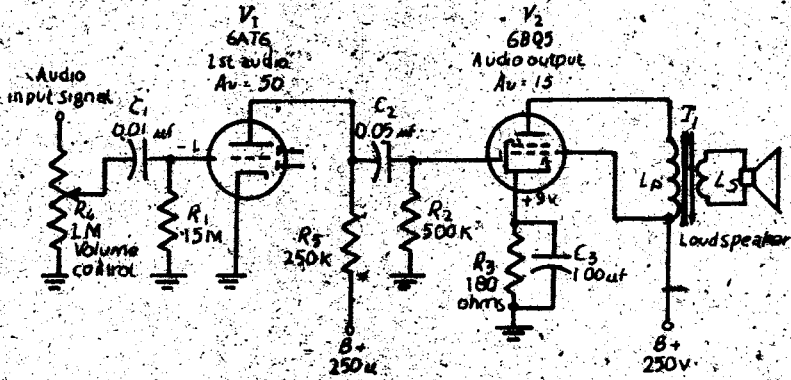 V1
6AT6
1st audio
Av = 50
V2
6BQ5
Audio output
Av = 15
Audio
input signal
C1
0.01 uf
-1
C2
0.05 uf
T1
R4
1M
Volume
control
R1
15M
R5
250K
R2
500K
+9v
R3
180
ohms
C3
100uf
Lp
Ls
Loudspeaker
B+
250v
B+
250v